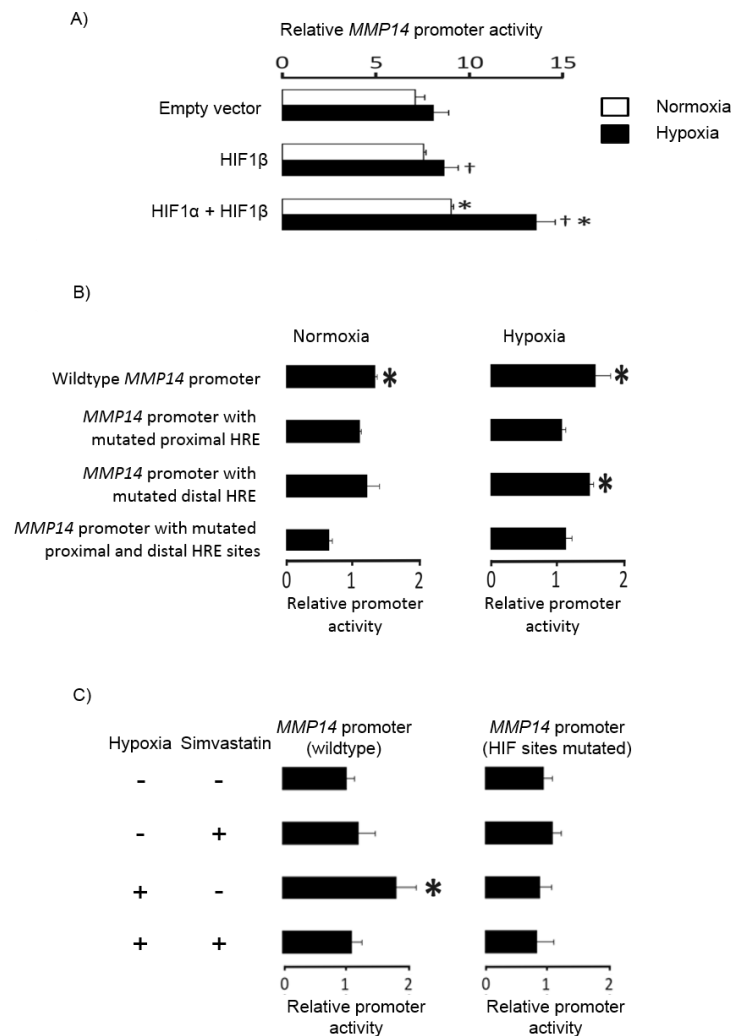 A)
Relative MMP14 promoter activity
0 5 10 15
Empty vector
Normoxia
Hypoxia
HIF1β
†
HIF1α + HIF1β
*
† *
B)
Normoxia Hypoxia
Wildtype MMP14 promoter
* *
MMP14 promoter with
mutated proximal HRE
MMP14 promoter with
mutated distal HRE
*
MMP14 promoter with mutated
proximal and distal HRE sites
0 1 2 0 1 2
Relative promoter
activity
Relative promoter
activity
C)
Hypoxia Simvastatin
MMP14 promoter
(wildtype)
MMP14 promoter
(HIF sites mutated)
- -
- +
+ - *
+ +
0 1 2 0 1 2
Relative promoter
activity
Relative promoter
activity